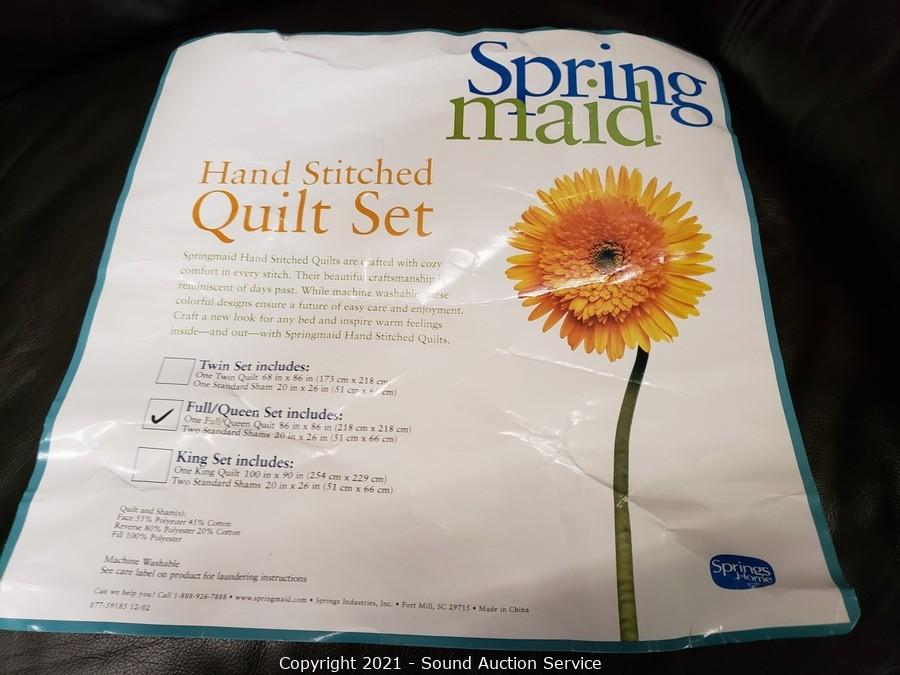 Spring
maid®
Hand Stitched
Quilt Set
Springmaid Hand Stitched Quilts are crafted with cozy
comfort in every stitch. Their beautiful craftsmanship is
reminiscent of days past. While machine washable, these
colorful designs ensure a future of easy care and enjoyment.
Craft a new look for any bed and inspire warm feelings
inside—and out—with Springmaid Hand Stitched Quilts.
Twin Set includes:
One Twin Quilt 68 in x 86 in (173 cm x 218 cm)
One Standard Sham 20 in x 26 in (51 cm x 66 cm)
✓ Full/Queen Set includes:
One Full/Queen Quilt 86 in x 86 in (218 cm x 218 cm)
Two Standard Shams 20 in x 26 in (51 cm x 66 cm)
King Set includes:
One King Quilt 100 in x 90 in (254 cm x 229 cm)
Two Standard Shams 20 in x 26 in (51 cm x 66 cm)
Quilt and Sham(s):
Face 55% Polyester 45% Cotton
Reverse 80% Polyester 20% Cotton
Fill 100% Polyester
Machine Washable
See care label on product for laundering instructions
Can we help you? Call 1-888-926-7888 • www.springmaid.com • Springs Industries, Inc. • Fort Mill, SC 29715 • Made in China
877-59185 12-02
Springs
Home
Copyright 2021 - Sound Auction Service